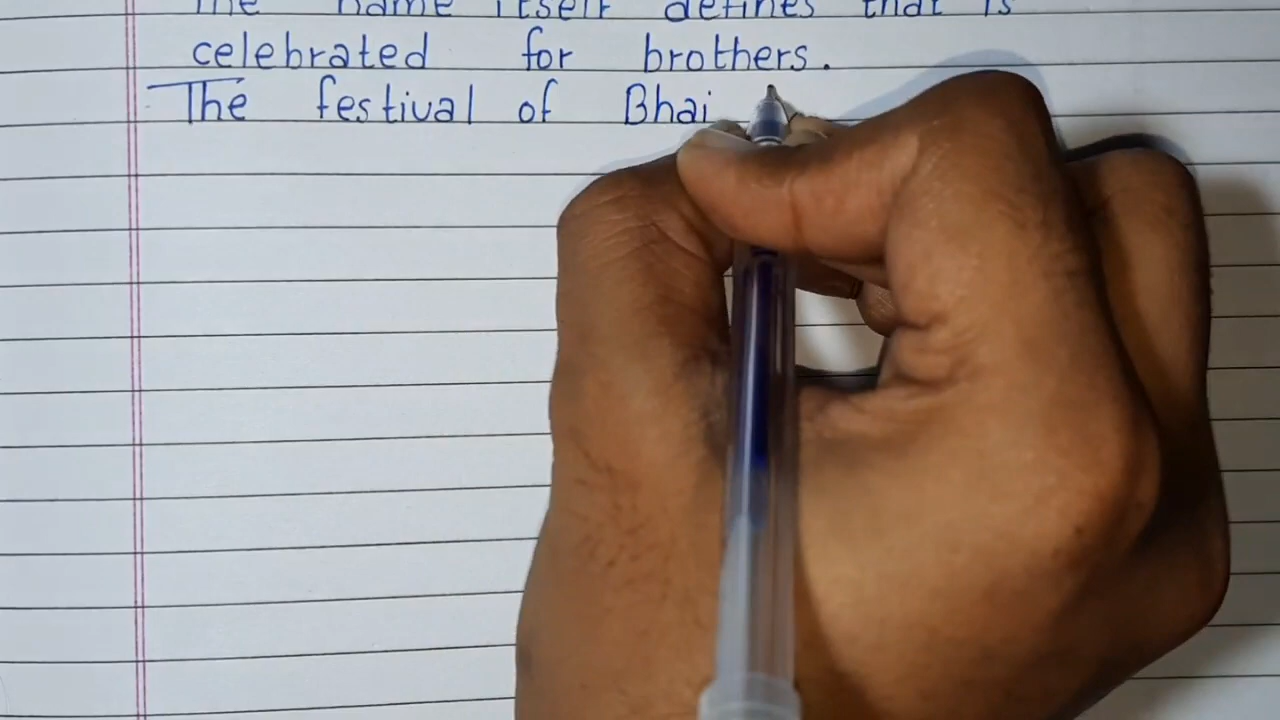 The name itself defines that is
celebrated for brothers.
The festival of Bhai